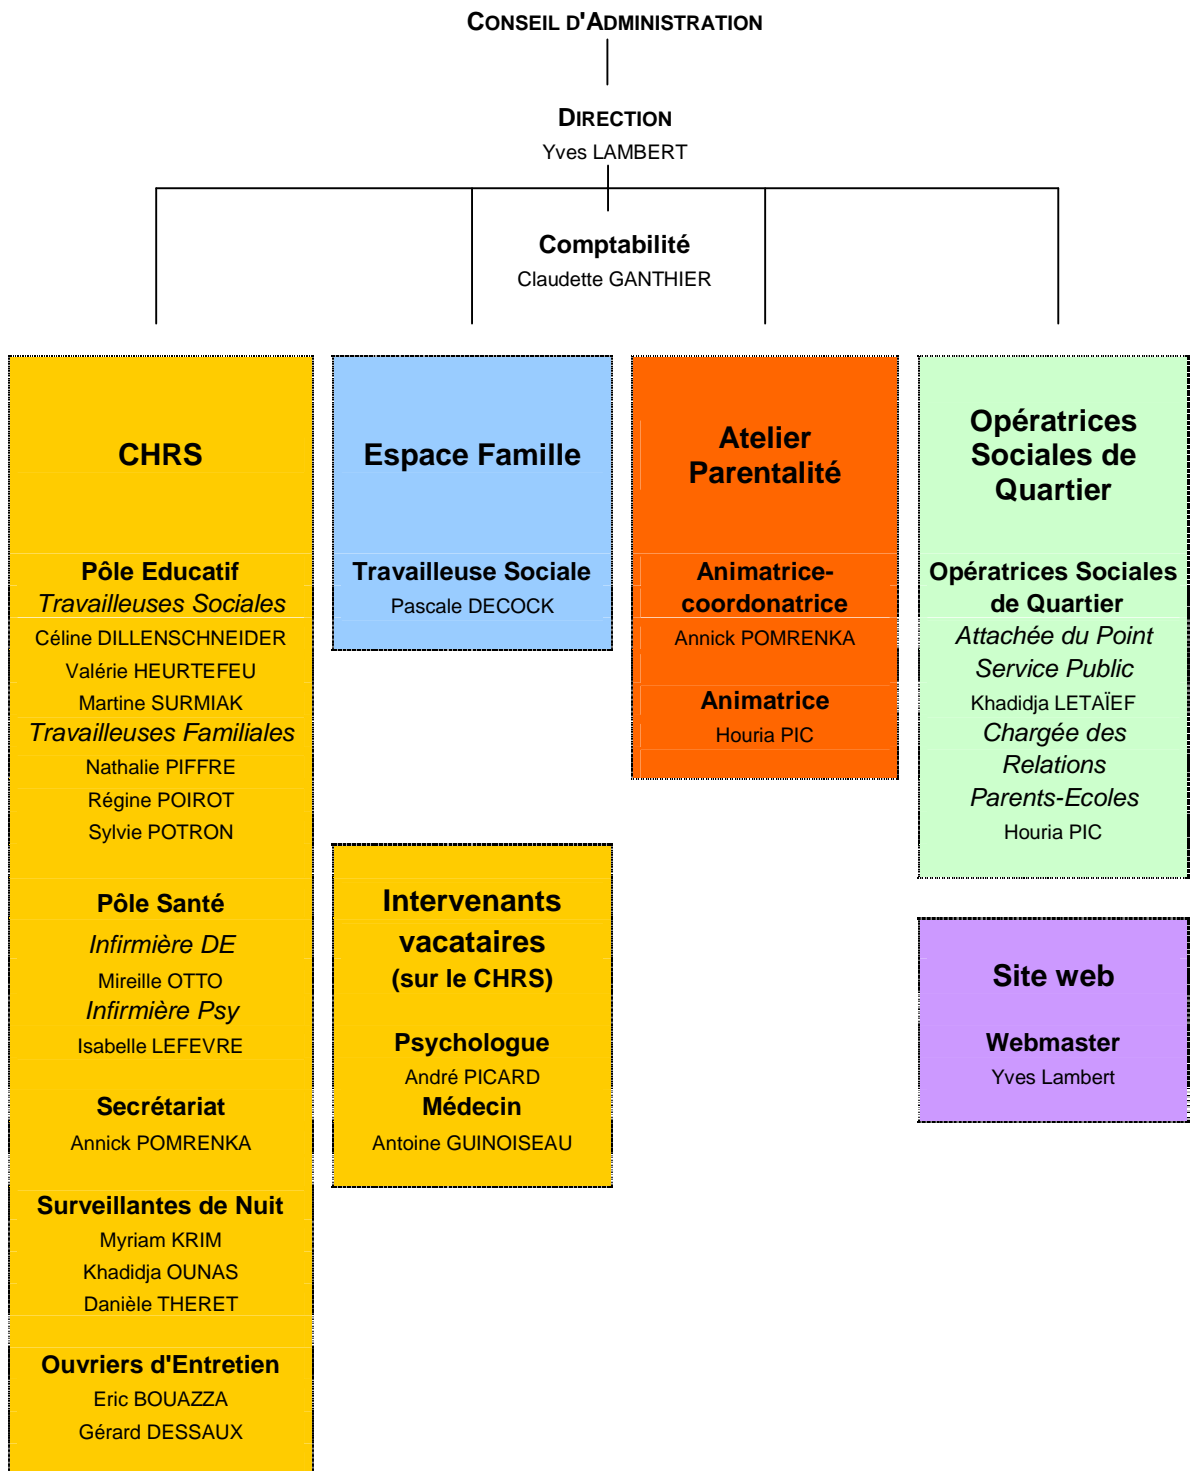 CONSEIL D'ADMINISTRATION
DIRECTION
Yves LAMBERT
Comptabilité
Claudette GANTHIER
CHRS
Pôle Educatif
Travailleuses Sociales
Céline DILLENSCHNEIDER
Valérie HEURTEFEU
Martine SURMIAK
Travailleuses Familiales
Nathalie PIFFRE
Régine POIROT
Sylvie POTRON
Pôle Santé
Infirmière DE
Mireille OTTO
Infirmière Psy
Isabelle LEFEVRE
Secrétariat
Annick POMRENKA
Surveillantes de Nuit
Myriam KRIM
Khadidja OUNAS
Danièle THERET
Ouvriers d'Entretien
Eric BOUAZZA
Gérard DESSAUX
Espace Famille
Travailleuse Sociale
Pascale DECOCK
Intervenants
vacataires
(sur le CHRS)
Psychologue
André PICARD
Médecin
Antoine GUINOISEAU
Atelier
Parentalité
Animatrice-
coordonatrice
Annick POMRENKA
Animatrice
Houria PIC
Opératrices
Sociales de
Quartier
Opératrices Sociales
de Quartier
Attachée du Point
Service Public
Khadidja LETAÏEF
Chargée des
Relations
Parents-Ecoles
Houria PIC
Site web
Webmaster
Yves Lambert